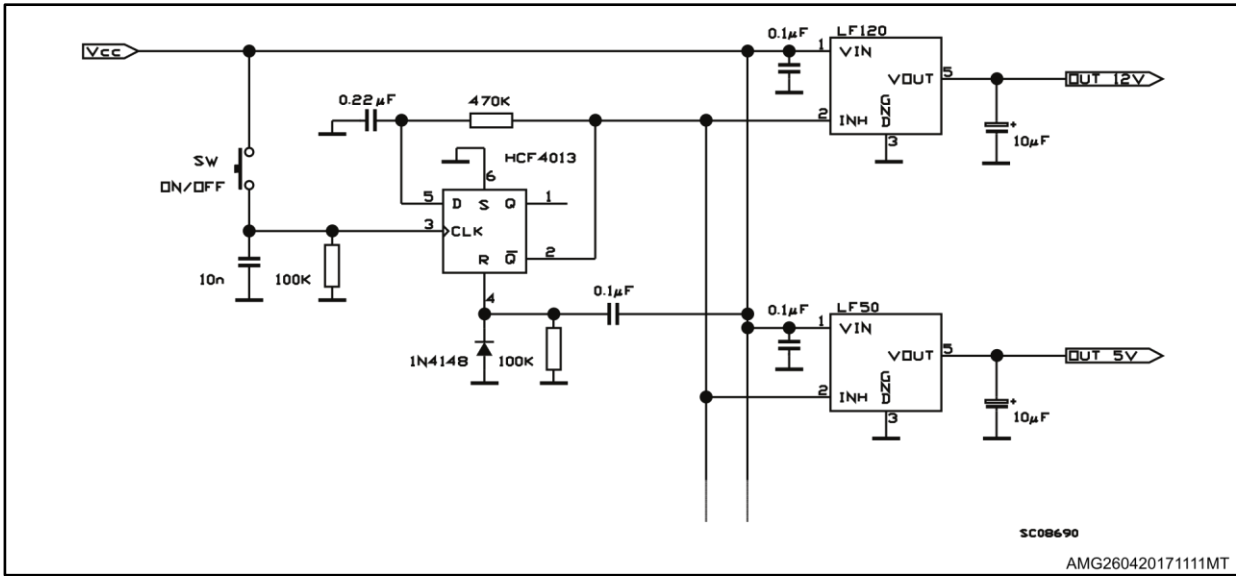 Vcc
SW
ON/OFF
10n
100K
0.22µF
470K
HCF4013
6
5
D
S
Q
1
3
CLK
R
Q̅
2
4
1N4148
100K
0.1µF
0.1µF
LF120
1
VIN
VOUT
5
OUT 12V
2
INH
GND
3
+
10µF
0.1µF
LF50
1
VIN
VOUT
5
OUT 5V
2
INH
GND
3
+
10µF
SC08690
AMG260420171111MT